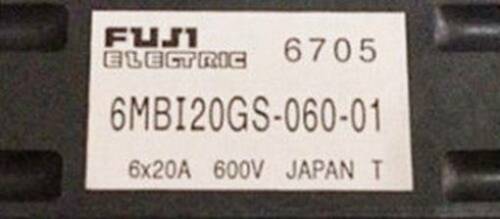 FUJI 6705
ELECTRIC
6MBI20GS-060-01
6x20A 600V JAPAN T